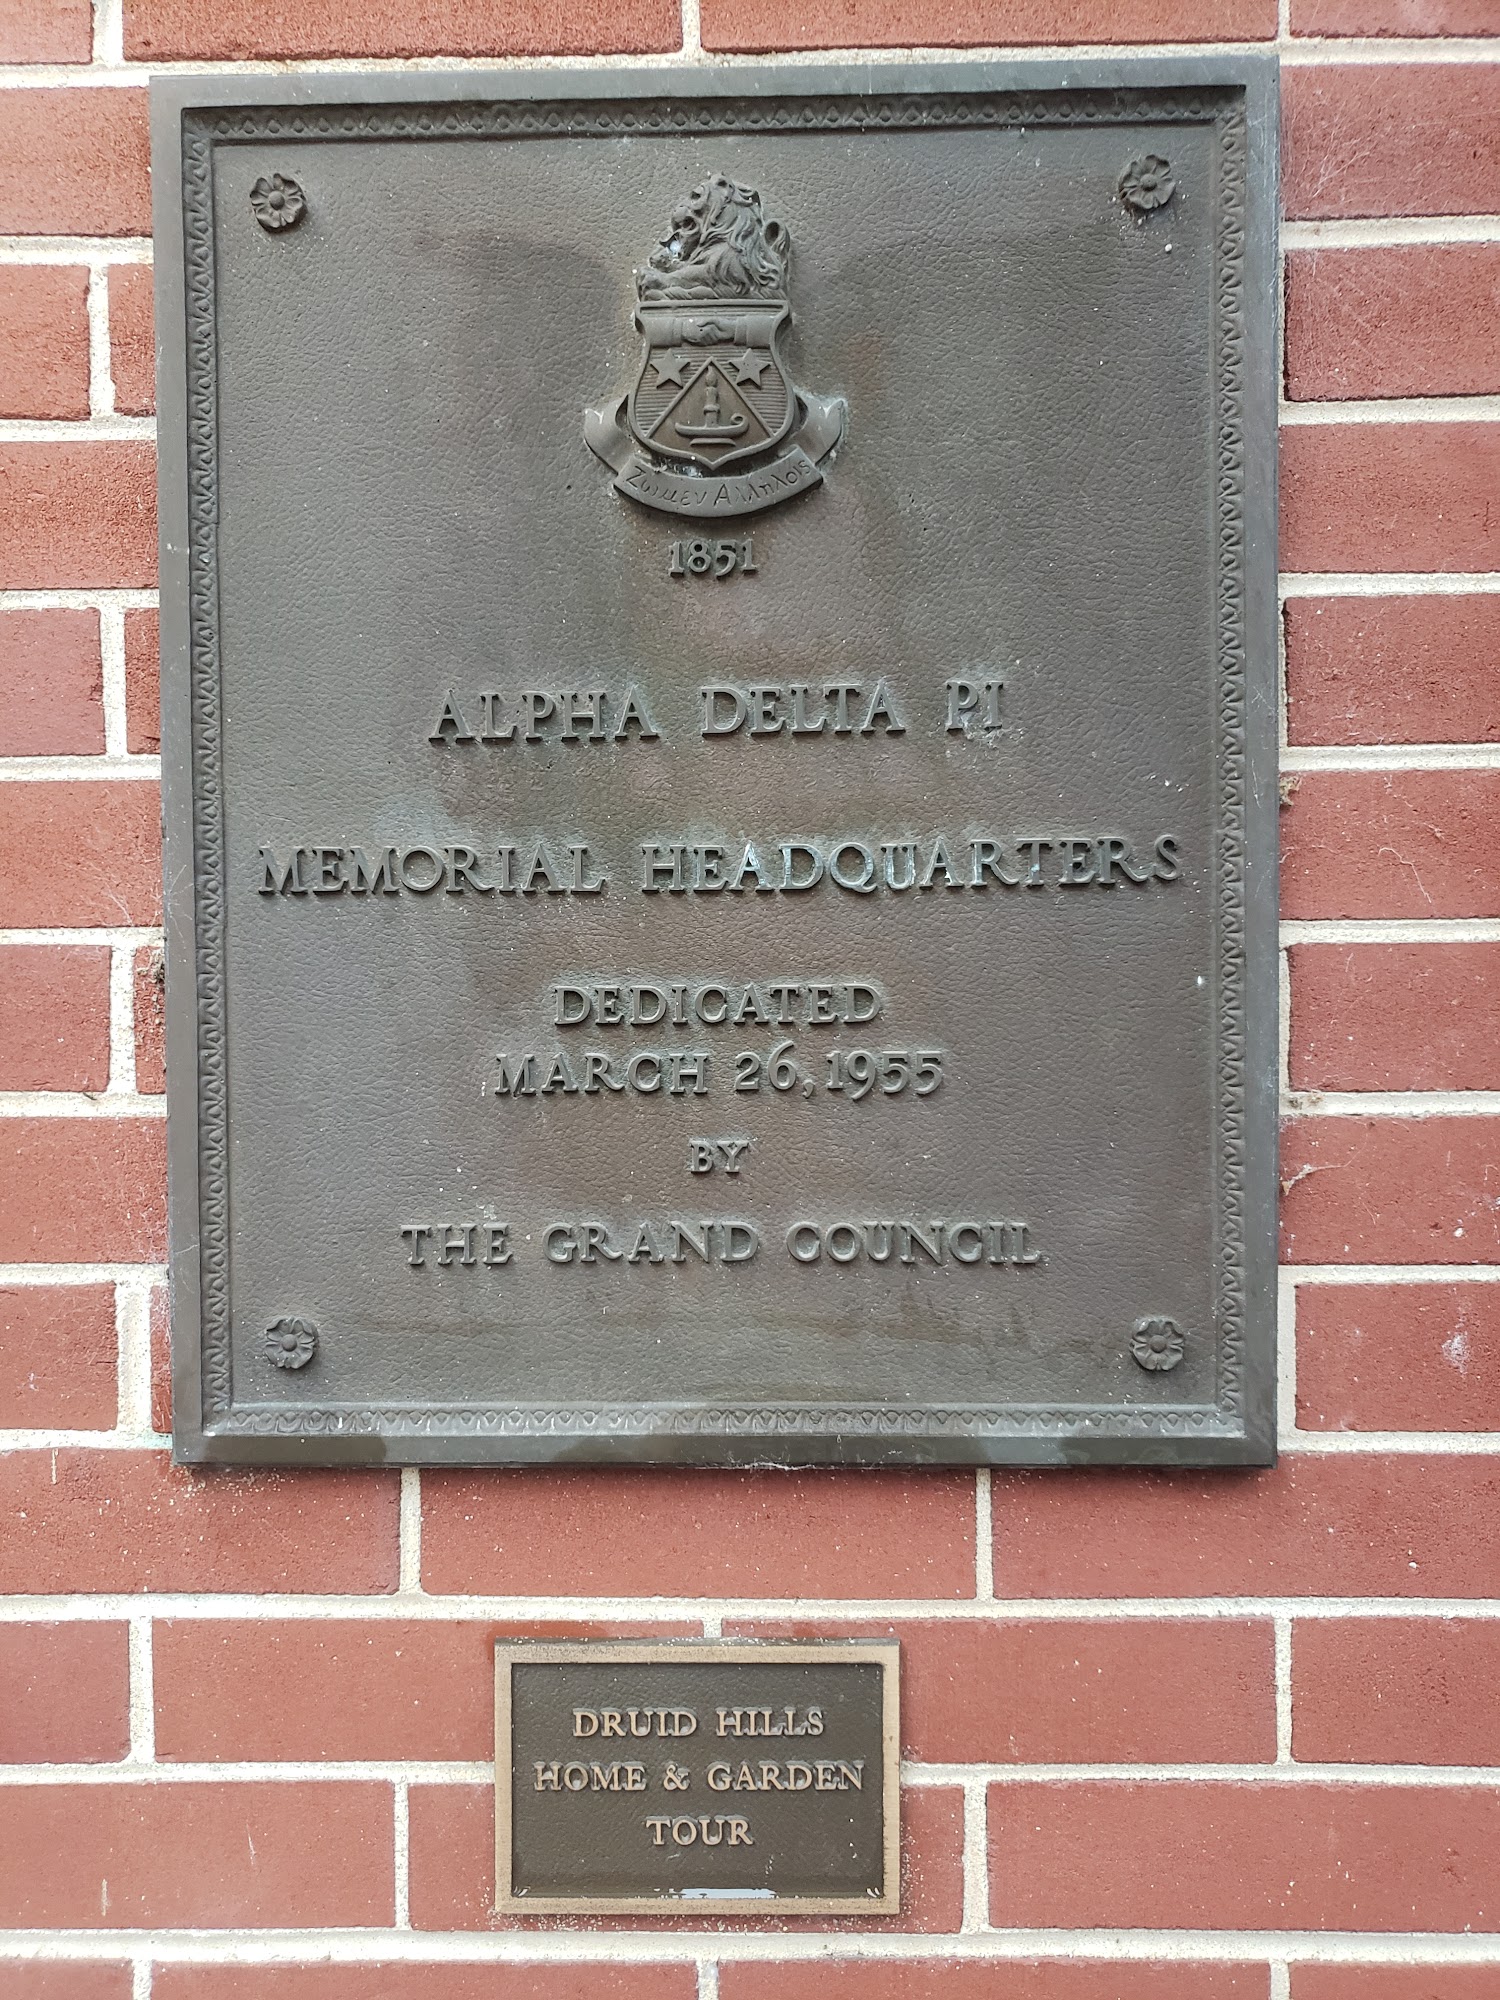 Ζωμεν Αλληλοις
1851
ALPHA DELTA PI
MEMORIAL HEADQUARTERS
DEDICATED
MARCH 26, 1955
BY
THE GRAND COUNCIL
DRUID HILLS
HOME & GARDEN
TOUR